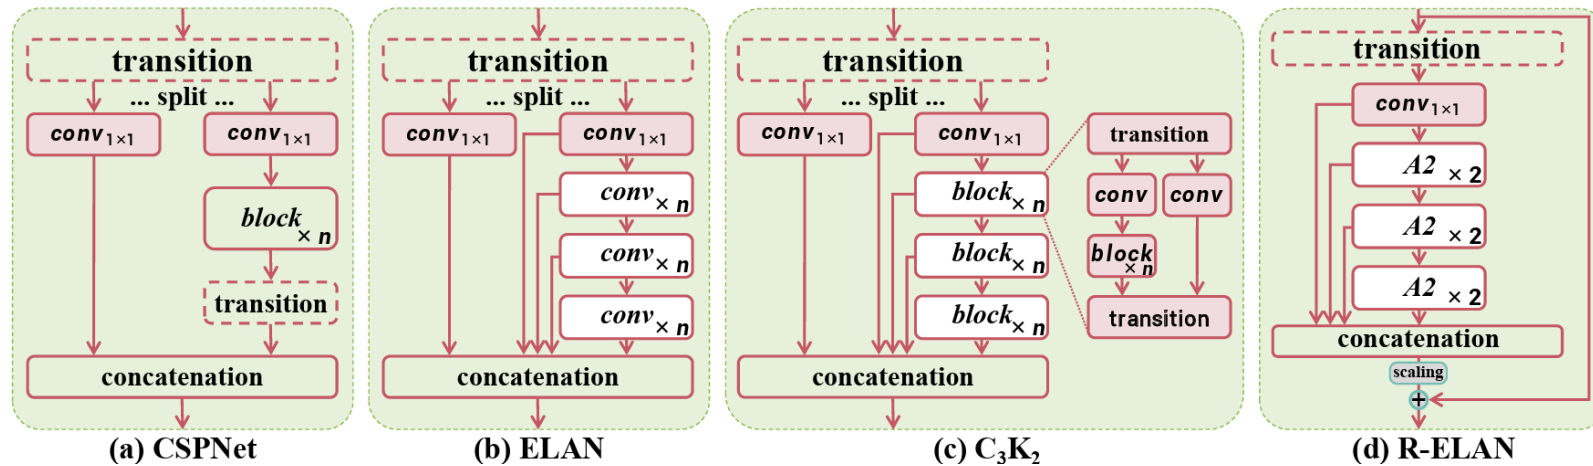 transition
... split ...
conv1×1
conv1×1
block× n
transition
concatenation
(a) CSPNet
transition
... split ...
conv1×1
conv1×1
conv× n
conv× n
conv× n
concatenation
(b) ELAN
transition
... split ...
conv1×1
conv1×1
block× n
block× n
block× n
concatenation
transition
conv
conv
block× n
transition
(c) C₃K₂
transition
conv1×1
A2 × 2
A2 × 2
A2 × 2
concatenation
scaling
+
(d) R-ELAN